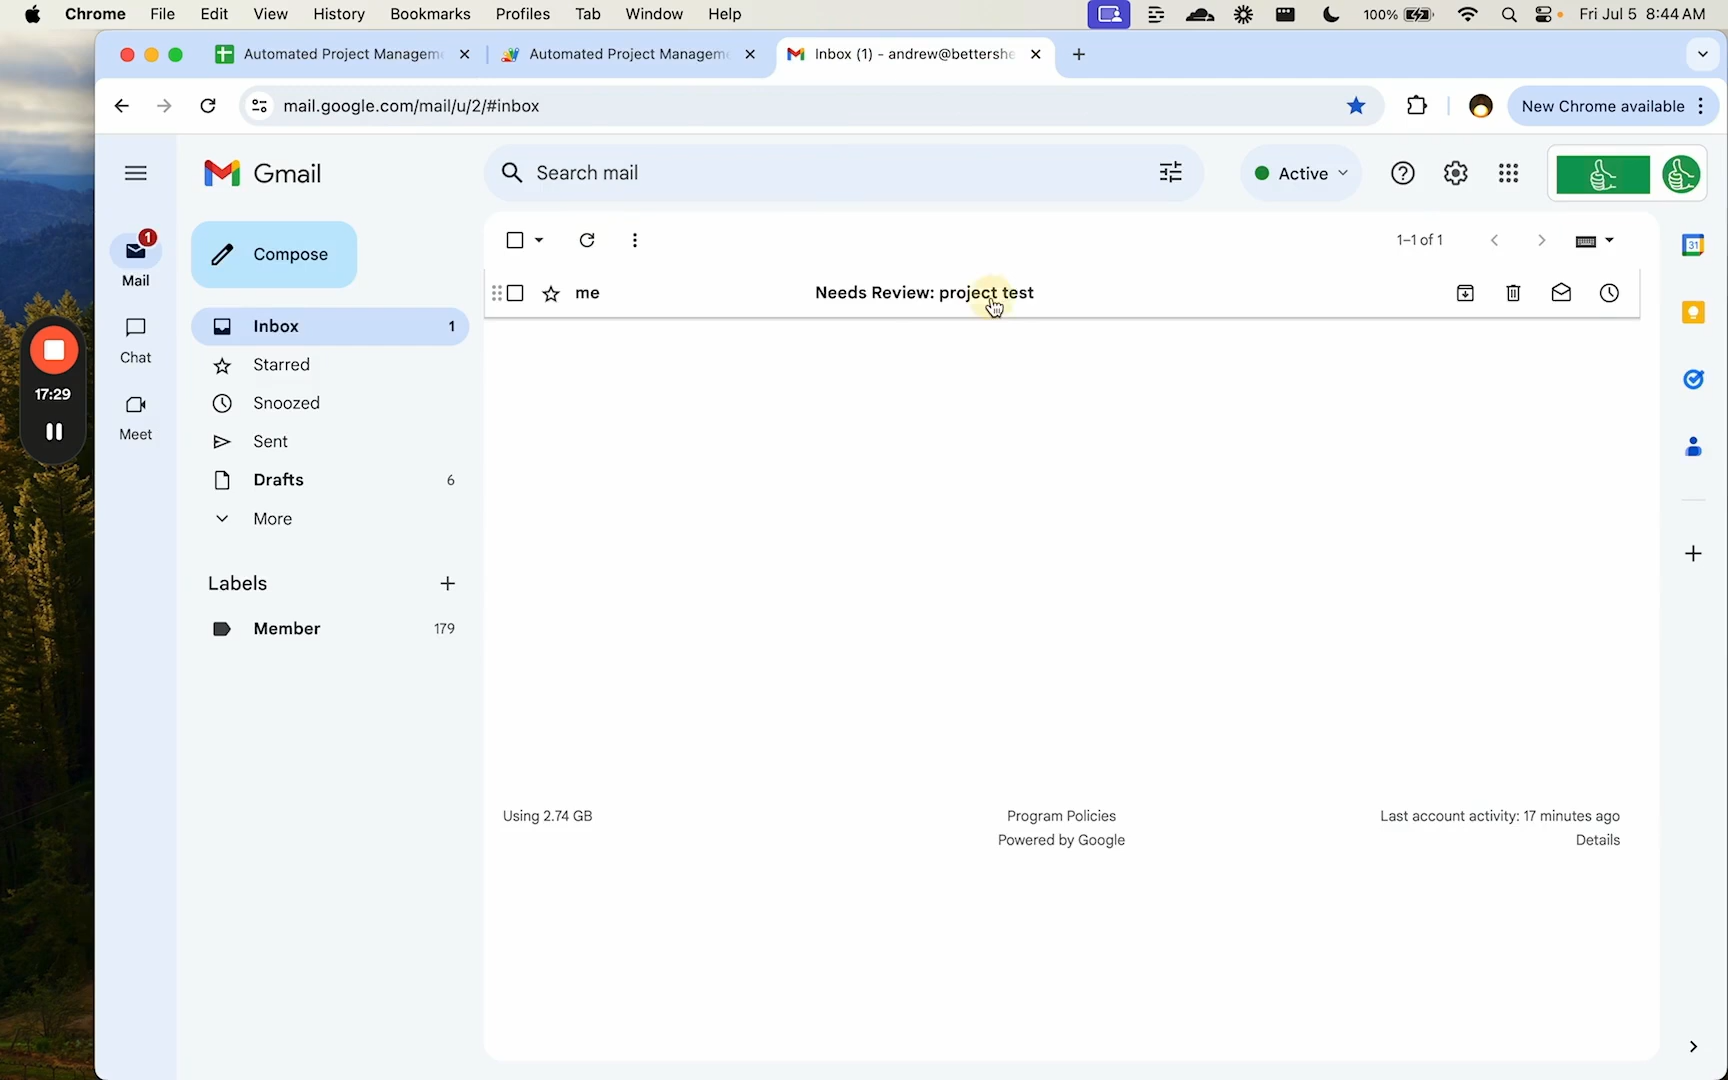 Chrome File Edit View History Bookmarks Profiles Tab Window Help 100% Fri Jul 5 8:44 AM
Automated Project Managem Automated Project Managem Inbox (1) - andrew@bettershe
mail.google.com/mail/u/2/#inbox New Chrome available
Gmail Search mail Active
1 Mail
Chat
Meet
17:29
Compose
Inbox 1
Starred
Snoozed
Sent
Drafts 6
More
Labels
Member 179
1–1 of 1
me Needs Review: project test
31
Using 2.74 GB
Program Policies
Powered by Google
Last account activity: 17 minutes ago
Details